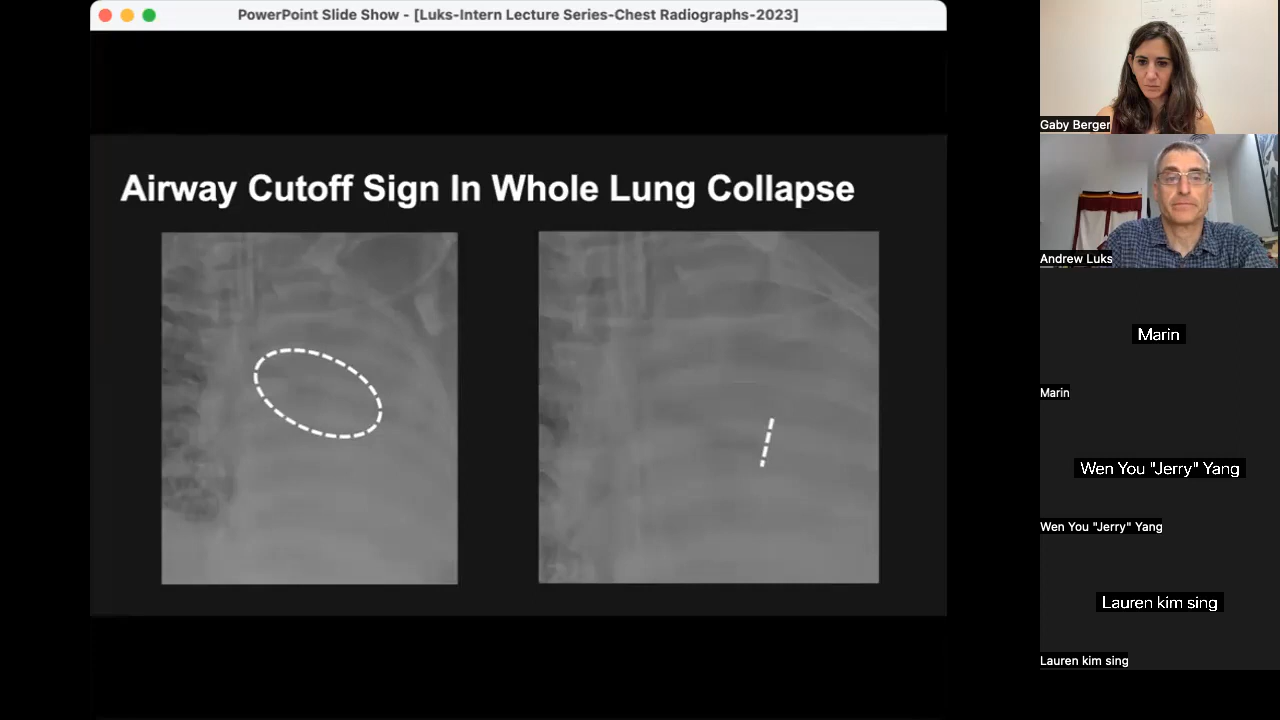 PowerPoint Slide Show - [Luks-Intern Lecture Series-Chest Radiographs-2023]
Airway Cutoff Sign In Whole Lung Collapse
Gaby Berger
Andrew Luks
Marin
Marin
Wen You "Jerry" Yang
Wen You "Jerry" Yang
Lauren kim sing
Lauren kim sing